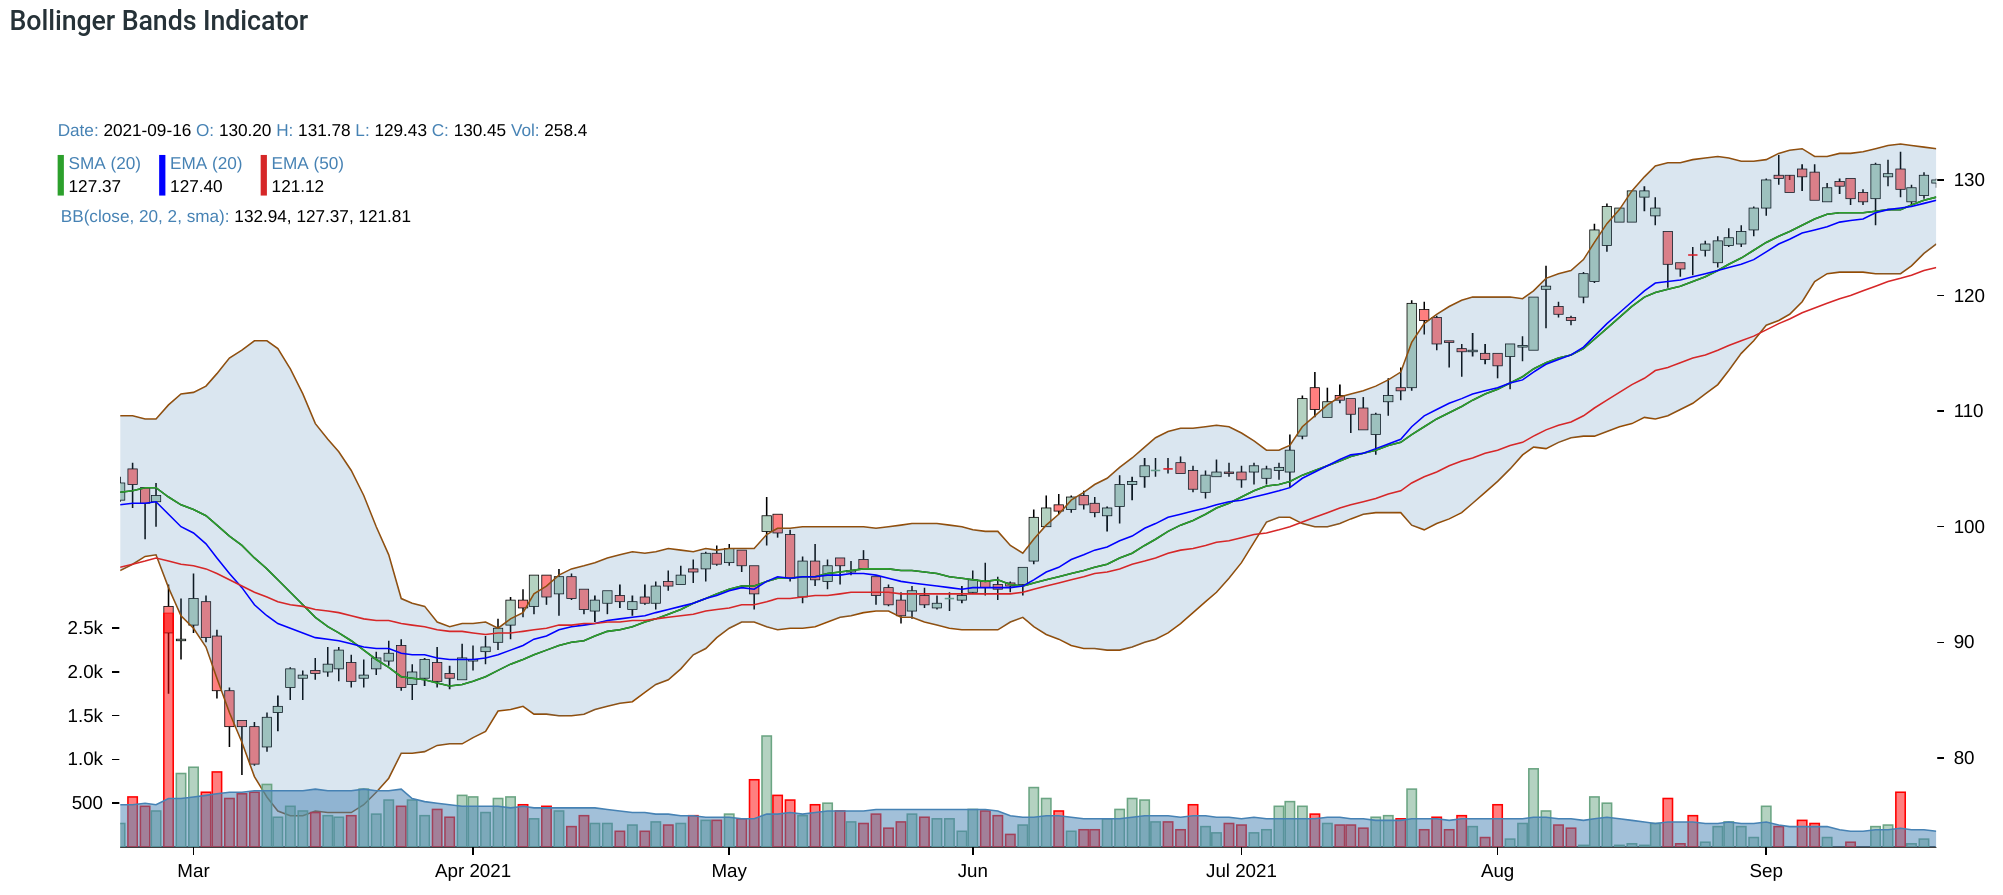 Bollinger Bands Indicator
Date: 2021-09-16 O: 130.20 H: 131.78 L: 129.43 C: 130.45 Vol: 258.4
SMA (20) EMA (20) EMA (50)
127.37 127.40 121.12
BB(close, 20, 2, sma): 132.94, 127.37, 121.81
130
120
110
100
2.5k
90
2.0k
1.5k
1.0k
80
500
Mar Apr 2021 May Jun Jul 2021 Aug Sep